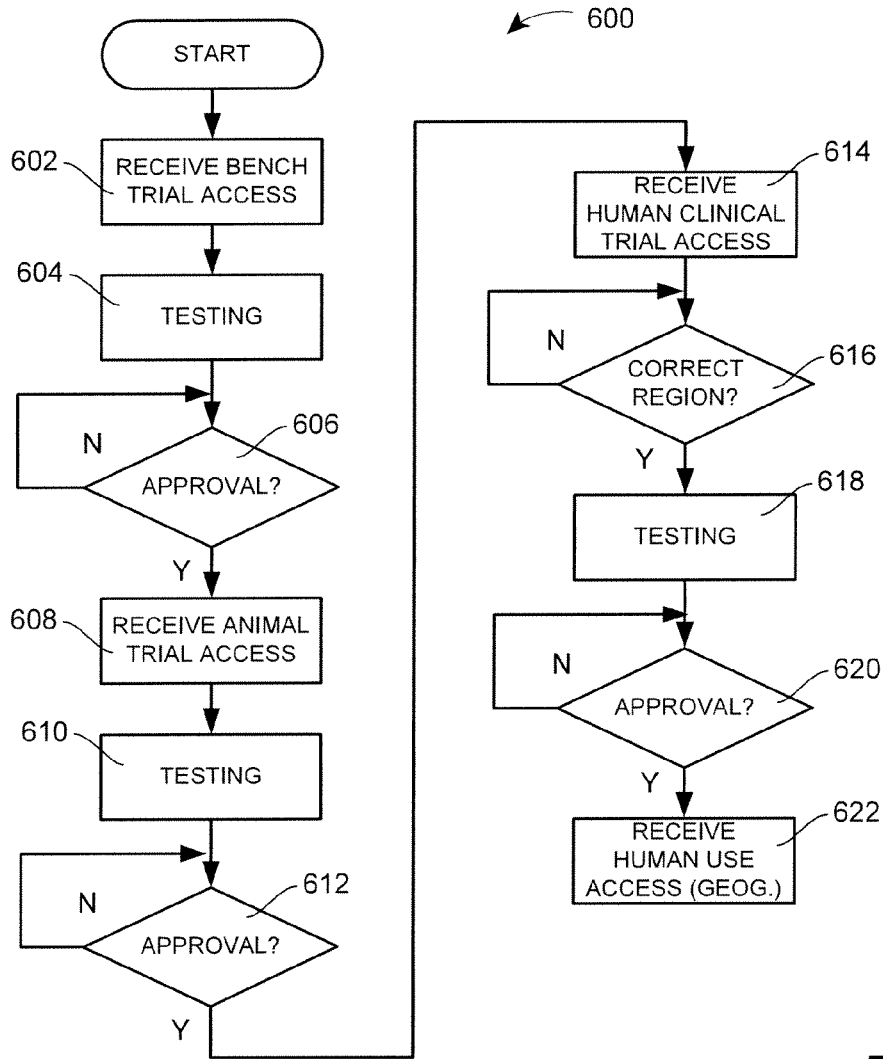 600
START
602
RECEIVE BENCH
TRIAL ACCESS
604
TESTING
606
N
APPROVAL?
Y
608
RECEIVE ANIMAL
TRIAL ACCESS
610
TESTING
612
N
APPROVAL?
Y
614
RECEIVE
HUMAN CLINICAL
TRIAL ACCESS
N
616
CORRECT
REGION?
Y
618
TESTING
N
620
APPROVAL?
Y
622
RECEIVE
HUMAN USE
ACCESS (GEOG.)